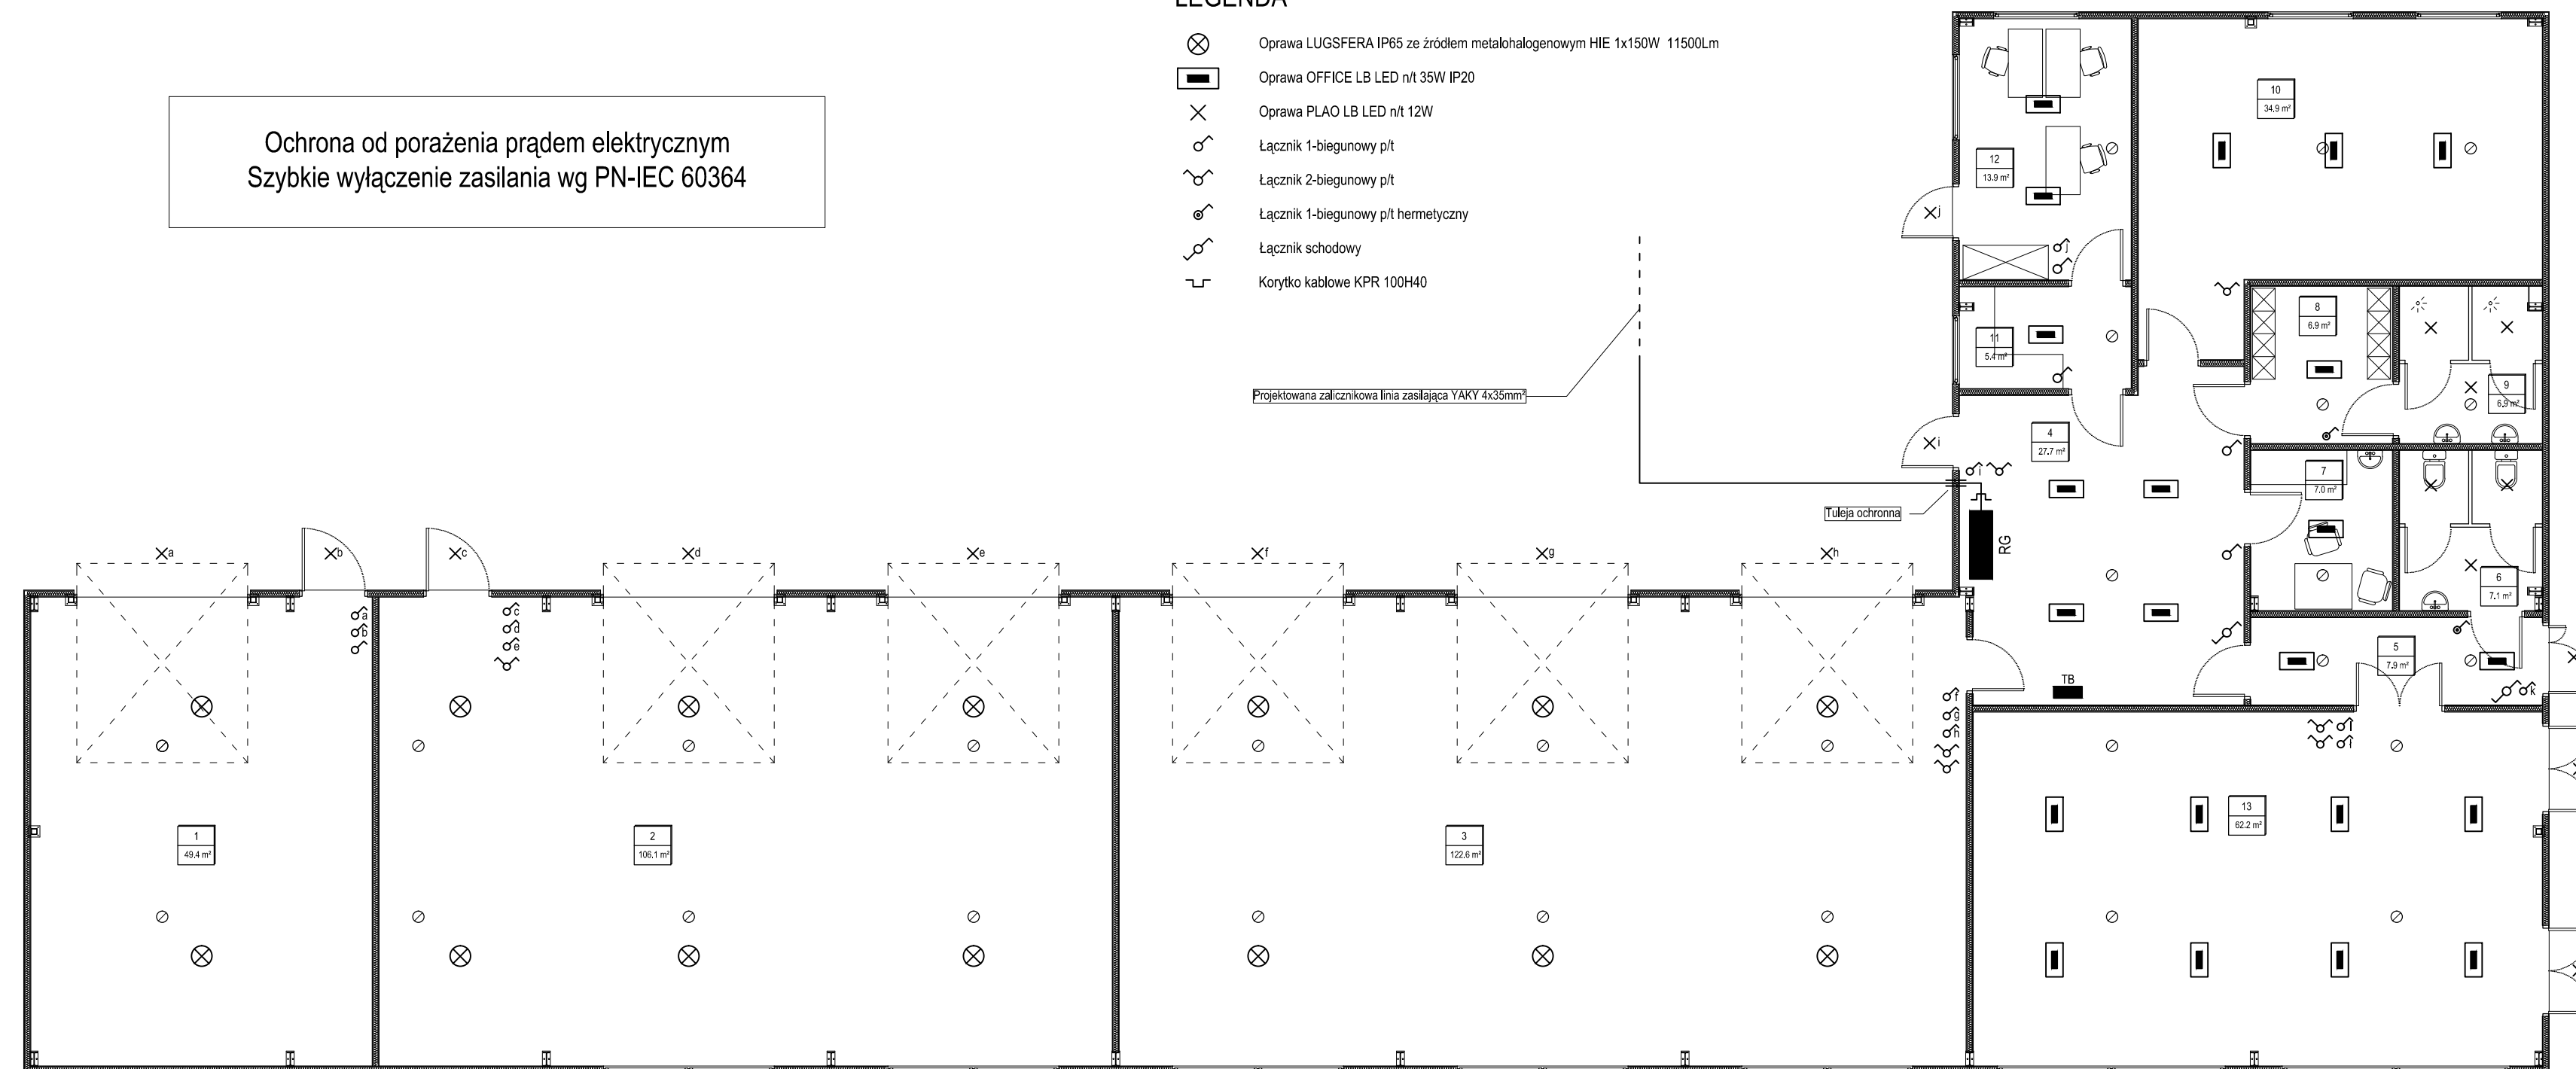 LEGENDA
Oprawa LUGSFERA IP65 ze źródłem metalohalogenowym HIE 1x150W 11500Lm
Oprawa OFFICE LB LED n/t 35W IP20
Oprawa PLAO LB LED n/t 12W
Łącznik 1-biegunowy p/t
Łącznik 2-biegunowy p/t
Łącznik 1-biegunowy p/t hermetyczny
Łącznik schodowy
Korytko kablowe KPR 100H40
Ochrona od porażenia prądem elektrycznym
Szybkie wyłączenie zasilania wg PN-IEC 60364
Projektowana zalicznikowa linia zasilająca YAKY 4x35mm²
Tuleja ochronna
RG
TB
10
34.9 m²
12
13.9 m²
j
j
11
5.4 m²
8
6.9 m²
9
6.9 m²
4
27.7 m²
i
i
7
7.0 m²
6
7.1 m²
5
7.9 m²
k
a
b
c
d
e
f
g
h
a
b
c
d
e
f
g
h
1
49.4 m²
2
106.1 m²
3
122.6 m²
13
62.2 m²